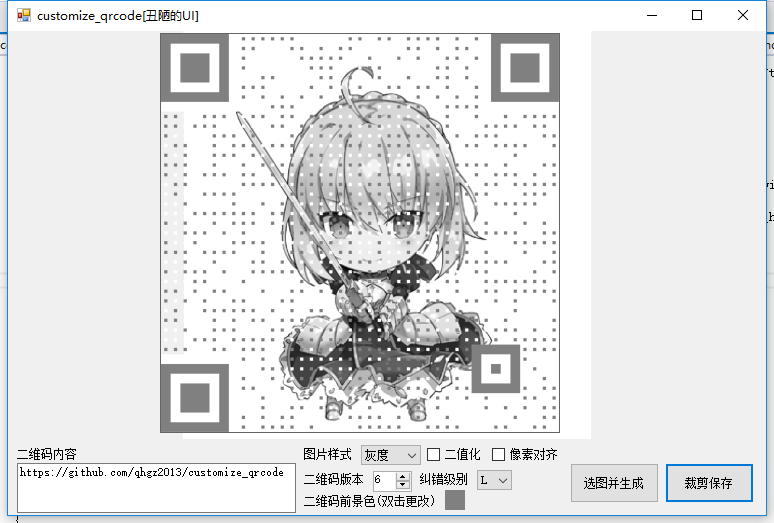 customize_qrcode[丑陋的UI]
二维码内容
https://github.com/qhgz2013/customize_qrcode
图片样式 灰度 二值化 像素对齐
二维码版本 6 纠错级别 L
二维码前景色(双击更改)
选图并生成 裁剪保存